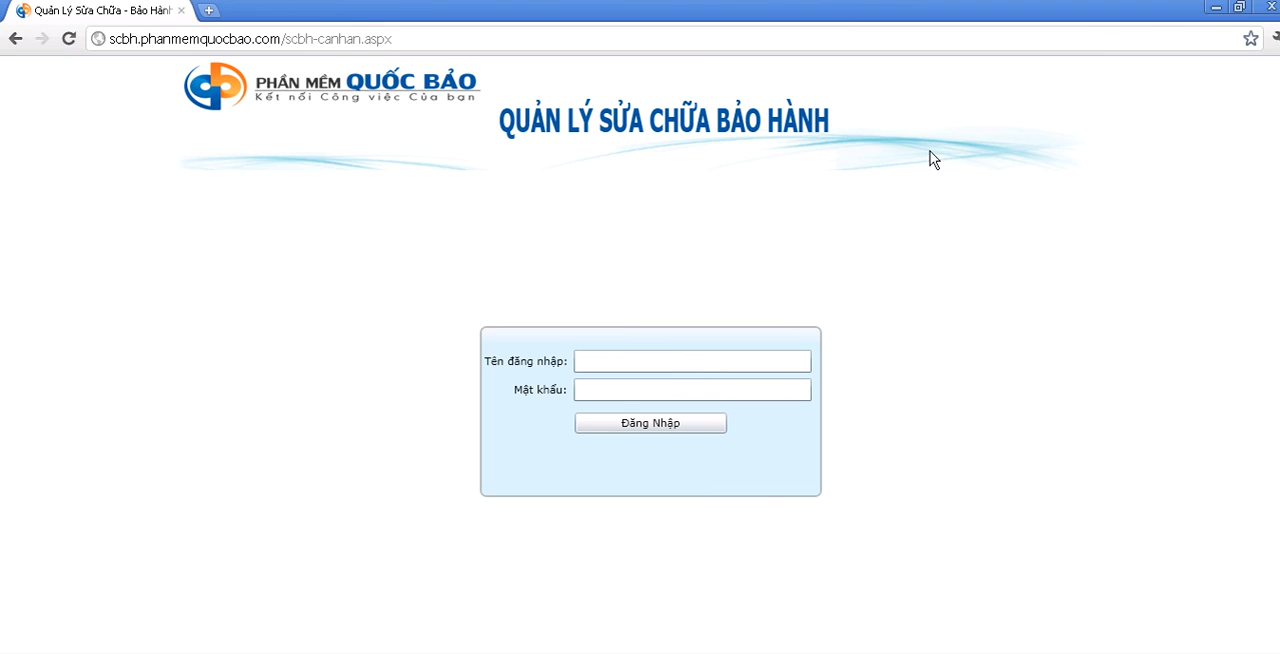 Quản Lý Sửa Chữa - Bảo Hành
scbh.phanmemquocbao.com/scbh-canhan.aspx
PHẦN MỀM QUỐC BẢO
Kết nối Công việc Của bạn
QUẢN LÝ SỬA CHỮA BẢO HÀNH
Tên đăng nhập:
Mật khẩu:
Đăng Nhập